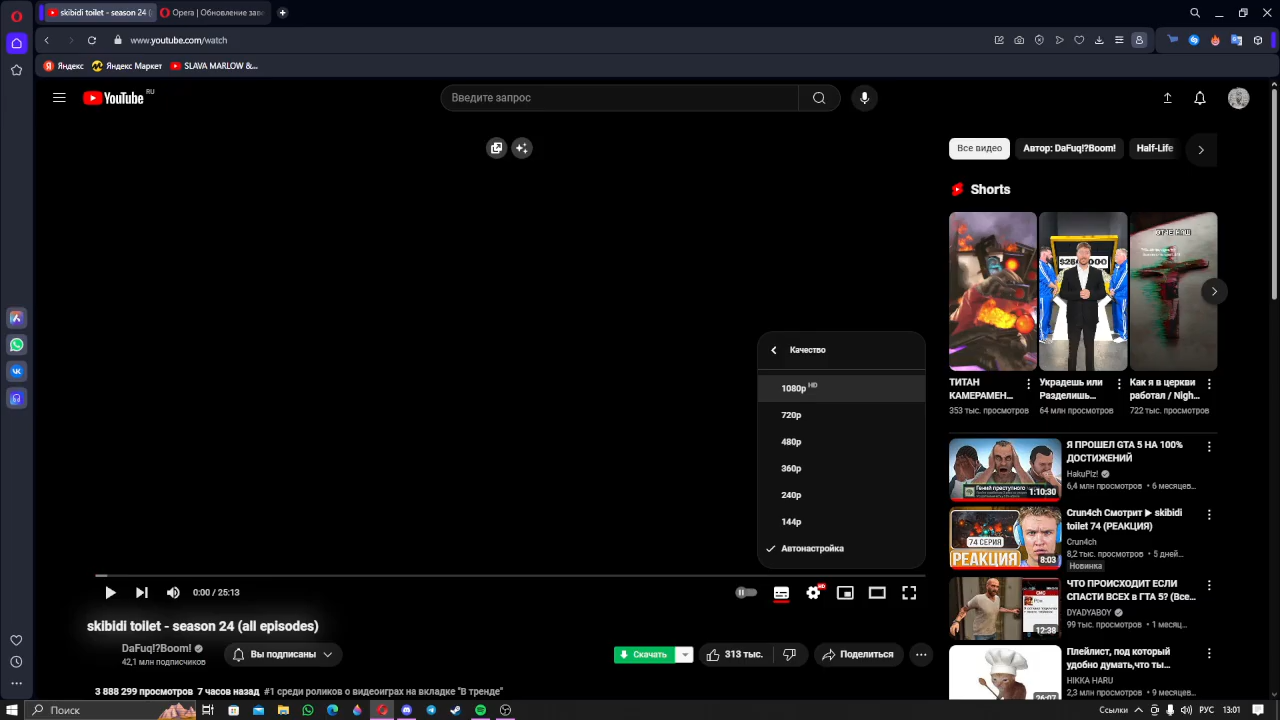 skibidi toilet - season 24 (
Opera | Обновление заве
www.youtube.com/watch
Яндекс
Яндекс Маркет
SLAVA MARLOW &...
YouTube RU
Введите запрос
Все видео
Автор: DaFuq!?Boom!
Half-Life
Shorts
$250,000
ТИТАН
КАМЕРАМЕН...
353 тыс. просмотров
Украдешь или
Разделишь...
64 млн просмотров
Как я в церкви
работал / Nigh...
722 тыс. просмотров
Качество
1080p HD
720p
480p
360p
240p
144p
Автонастройка
Гений преступного
1:10:30
Я ПРОШЕЛ GTA 5 НА 100%
ДОСТИЖЕНИЙ
HakuPlz!
6,4 млн просмотров • 6 месяцев...
74 СЕРИЯ
РЕАКЦИЯ
8:03
Crun4ch Смотрит ▶ skibidi
toilet 74 (РЕАКЦИЯ)
Crun4ch
8,2 тыс. просмотров • 5 дней...
Новинка
12:38
ЧТО ПРОИСХОДИТ ЕСЛИ
СПАСТИ ВСЕХ в ГТА 5? (Все...
DYADYABOY
99 тыс. просмотров • 1 месяц...
26:07
Плейлист, под который
удобно думать,что ты...
HIKKA HARU
2,3 млн просмотров • 9 месяцев...
0:00 / 25:13
HD
skibidi toilet - season 24 (all episodes)
DaFuq!?Boom!
42,1 млн подписчиков
Вы подписаны
Скачать
313 тыс.
Поделиться
3 888 299 просмотров 7 часов назад #1 среди роликов о видеоиграх на вкладке "В тренде"
Поиск
Ссылки
РУС
13:01